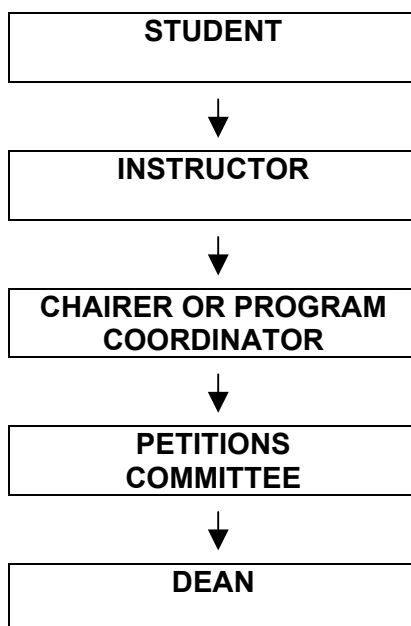 STUDENT
INSTRUCTOR
CHAIRER OR PROGRAM
COORDINATOR
PETITIONS
COMMITTEE
DEAN